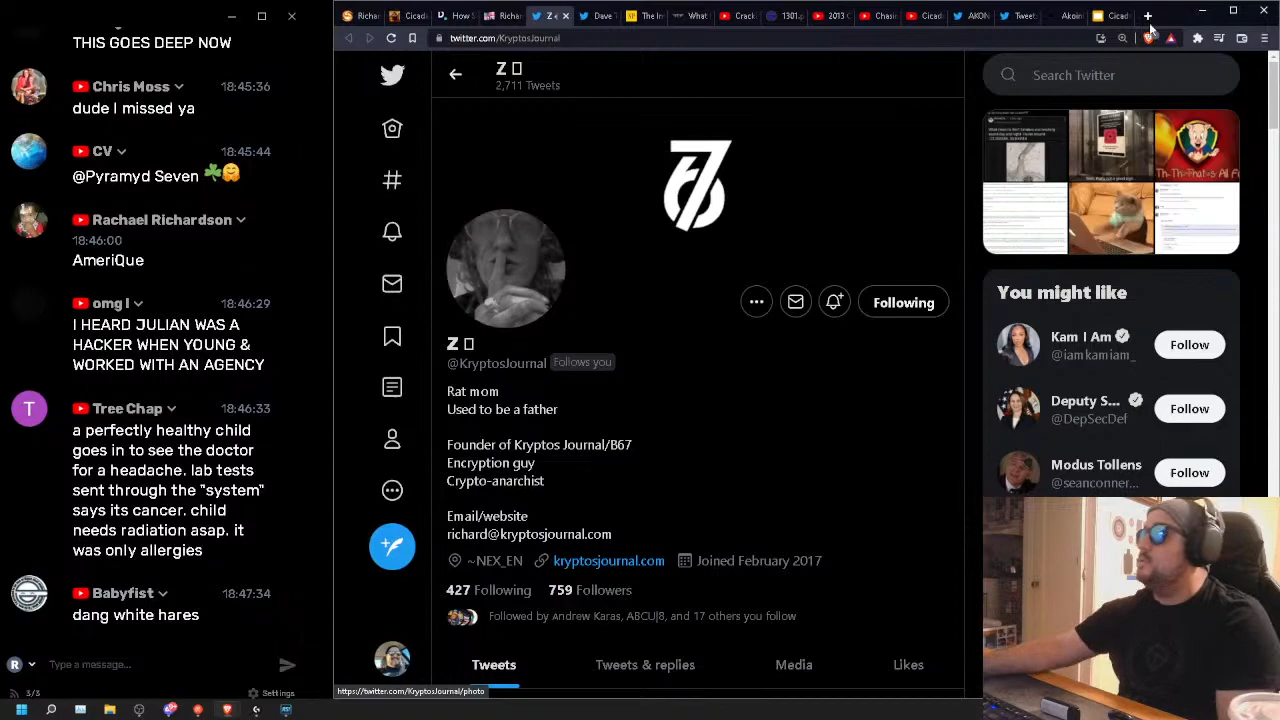 THIS GOES DEEP NOW
Chris Moss
18:45:36
dude I missed ya
CV
18:45:44
@Pyramyd Seven ☘️🤗
Rachael Richardson
18:46:00
AmeriQue
omg I
18:46:29
I HEARD JULIAN WAS A
HACKER WHEN YOUNG &
WORKED WITH AN AGENCY
T
Tree Chap
18:46:33
a perfectly healthy child
goes in to see the doctor
for a headache. lab tests
sent through the "system"
says its cancer. child
needs radiation asap. it
was only allergies
Babyfist
18:47:34
dang white hares
R
Type a message...
3/3
Settings
Richar
Cicad
How S
Richar
Z
Dave
The In
What
Crack
1301.
2013 C
Chasin
Cicad
AKON
Tweet
Akoin
Cicad
twitter.com/KryptosJournal
Z
2,711 Tweets
Following
Z
@KryptosJournal Follows you
Rat mom
Used to be a father
Founder of Kryptos Journal/B67
Encryption guy
Crypto-anarchist
Email/website
richard@kryptosjournal.com
~NEX_EN kryptosjournal.com Joined February 2017
427 Following 759 Followers
Followed by Andrew Karas, ABCU|8, and 17 others you follow
Tweets Tweets & replies Media Likes
https://twitter.com/KryptosJournal/photo
Search Twitter
You might like
Kam I Am
@iamkamiam_
Follow
Deputy S...
@DepSecDef
Follow
Modus Tollens
@seanconner...
Follow